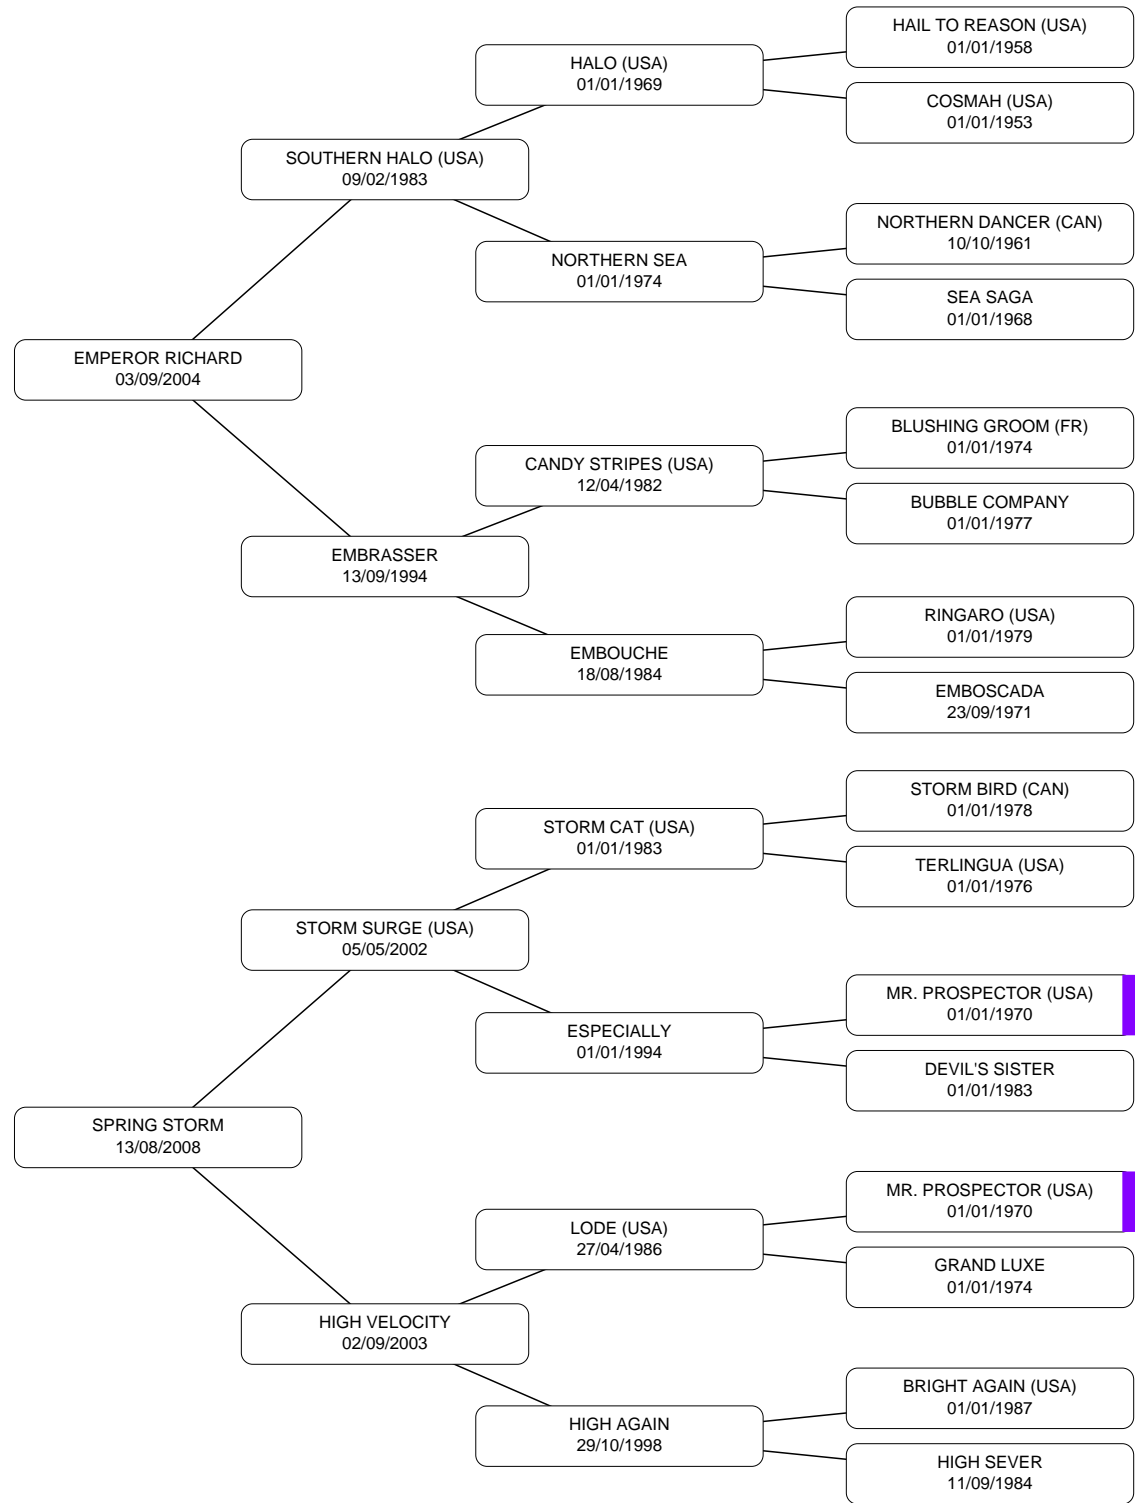 HAIL TO REASON (USA)
01/01/1958
HALO (USA)
01/01/1969
COSMAH (USA)
01/01/1953
SOUTHERN HALO (USA)
09/02/1983
NORTHERN DANCER (CAN)
10/10/1961
NORTHERN SEA
01/01/1974
SEA SAGA
01/01/1968
EMPEROR RICHARD
03/09/2004
BLUSHING GROOM (FR)
01/01/1974
CANDY STRIPES (USA)
12/04/1982
BUBBLE COMPANY
01/01/1977
EMBRASSER
13/09/1994
RINGARO (USA)
01/01/1979
EMBOUCHE
18/08/1984
EMBOSCADA
23/09/1971
STORM BIRD (CAN)
01/01/1978
STORM CAT (USA)
01/01/1983
TERLINGUA (USA)
01/01/1976
STORM SURGE (USA)
05/05/2002
MR. PROSPECTOR (USA)
01/01/1970
ESPECIALLY
01/01/1994
DEVIL'S SISTER
01/01/1983
SPRING STORM
13/08/2008
MR. PROSPECTOR (USA)
01/01/1970
LODE (USA)
27/04/1986
GRAND LUXE
01/01/1974
HIGH VELOCITY
02/09/2003
BRIGHT AGAIN (USA)
01/01/1987
HIGH AGAIN
29/10/1998
HIGH SEVER
11/09/1984